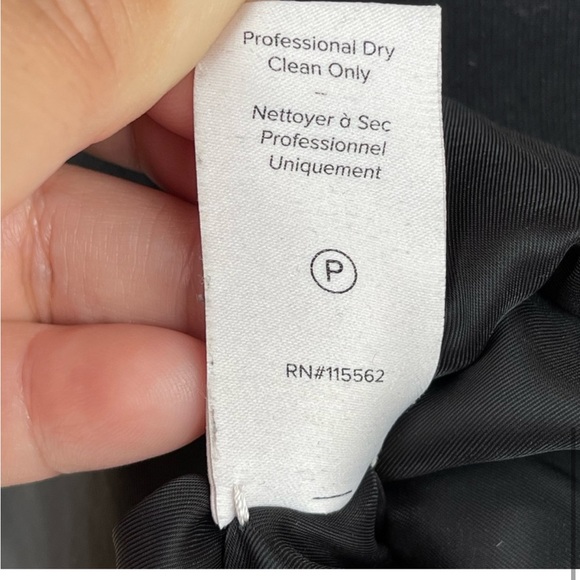 Professional Dry
Clean Only
–
Nettoyer à Sec
Professionnel
Uniquement
P
RN#115562